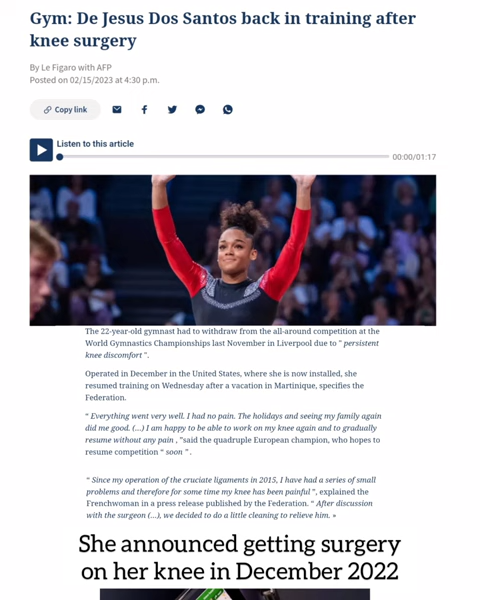 Gym: De Jesus Dos Santos back in training after
knee surgery
By Le Figaro with AFP
Posted on 02/15/2023 at 4:30 p.m.
Copy link
Listen to this article
00:00/01:17
The 22-year-old gymnast had to withdraw from the all-around competition at the
World Gymnastics Championships last November in Liverpool due to " persistent
knee discomfort ".
Operated in December in the United States, where she is now installed, she
resumed training on Wednesday after a vacation in Martinique, specifies the
Federation.
“ Everything went very well. I had no pain. The holidays and seeing my family again
did me good. (…) I am happy to be able to work on my knee again and to gradually
resume without any pain , "said the quadruple European champion, who hopes to
resume competition “ soon ” .
“ Since my operation of the cruciate ligaments in 2015, I have had a series of small
problems and therefore for some time my knee has been painful ”, explained the
Frenchwoman in a press release published by the Federation. “ After discussion
with the surgeon (…), we decided to do a little cleaning to relieve him. »
She announced getting surgery
on her knee in December 2022